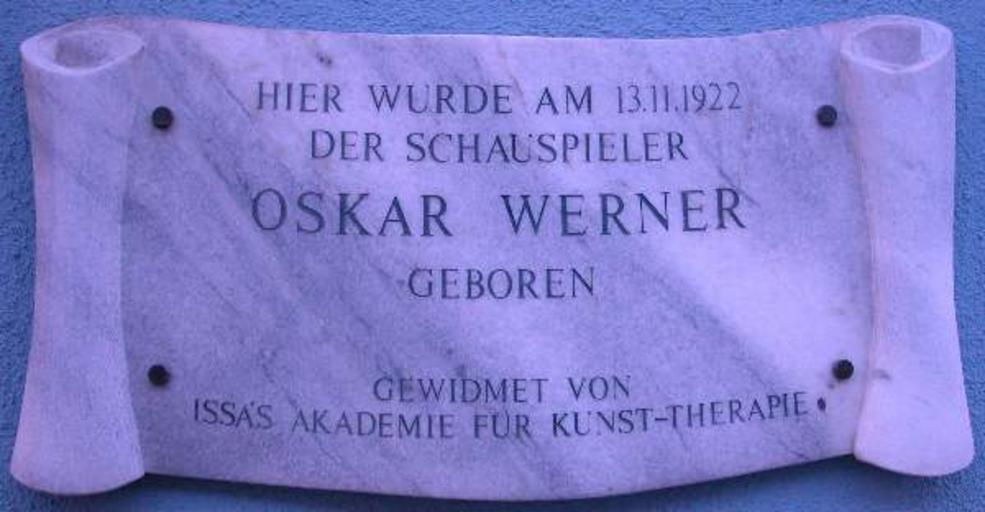 HIER WURDE AM 13.11.1922
DER SCHAUSPIELER
OSKAR WERNER
GEBOREN
GEWIDMET VON
ISSA'S AKADEMIE FÜR KUNST-THERAPIE